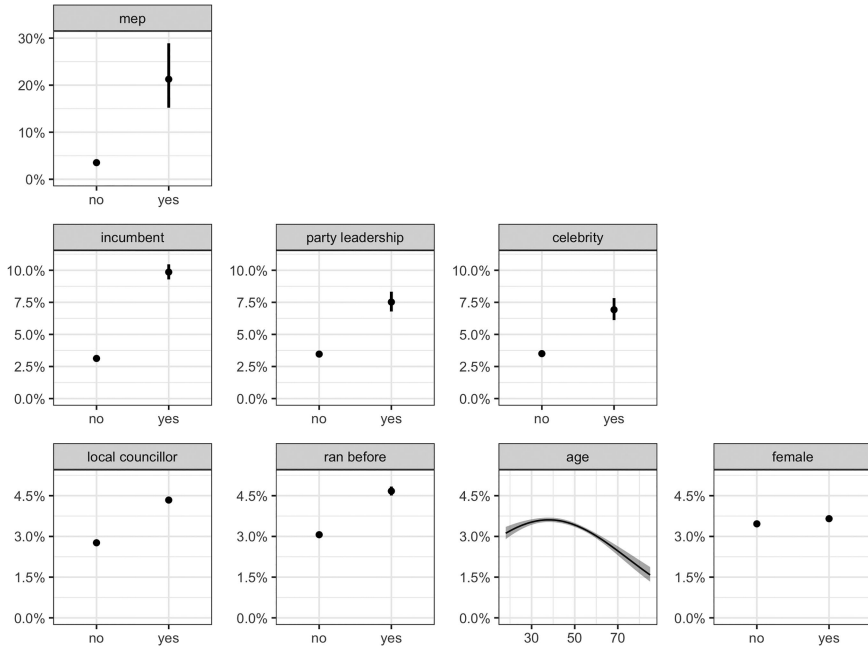 mep
30%
20%
10%
0%
no yes
incumbent party leadership celebrity
10.0% 10.0% 10.0%
7.5% 7.5% 7.5%
5.0% 5.0% 5.0%
2.5% 2.5% 2.5%
0.0% 0.0% 0.0%
no yes no yes no yes
local councillor ran before age female
4.5% 4.5% 4.5% 4.5%
3.0% 3.0% 3.0% 3.0%
1.5% 1.5% 1.5% 1.5%
0.0% 0.0% 0.0% 0.0%
no yes no yes 30 50 70 no yes